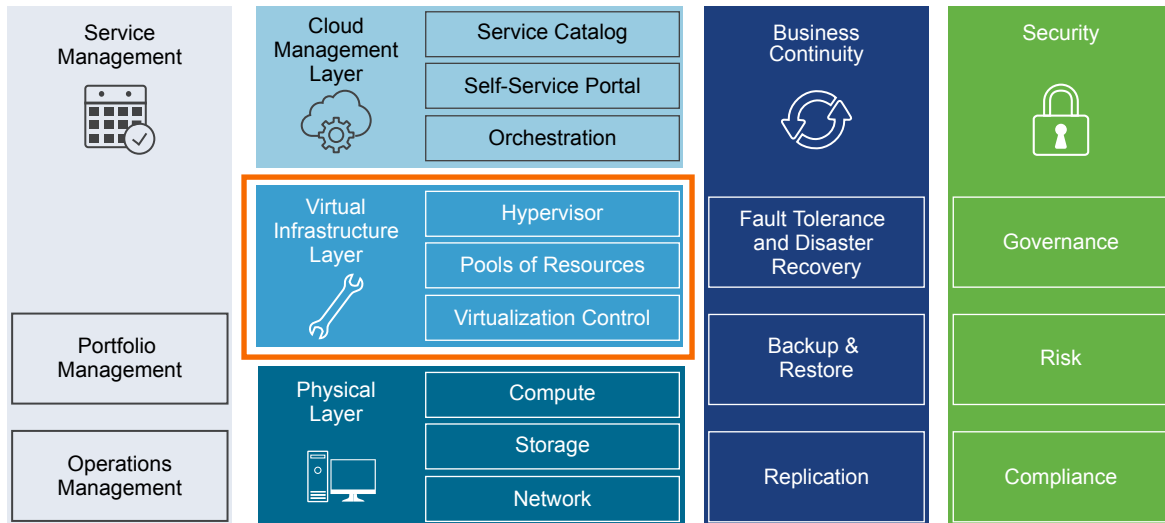 Service
Management
Portfolio
Management
Operations
Management
Cloud
Management
Layer
Service Catalog
Self-Service Portal
Orchestration
Virtual
Infrastructure
Layer
Hypervisor
Pools of Resources
Virtualization Control
Physical
Layer
Compute
Storage
Network
Business
Continuity
Fault Tolerance
and Disaster
Recovery
Backup &
Restore
Replication
Security
Governance
Risk
Compliance